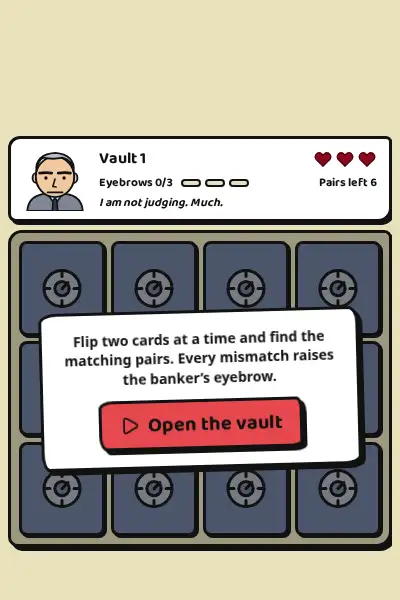 Vault 1
Eyebrows 0/3
Pairs left 6
I am not judging. Much.
Flip two cards at a time and find the
matching pairs. Every mismatch raises
the banker's eyebrow.
Open the vault